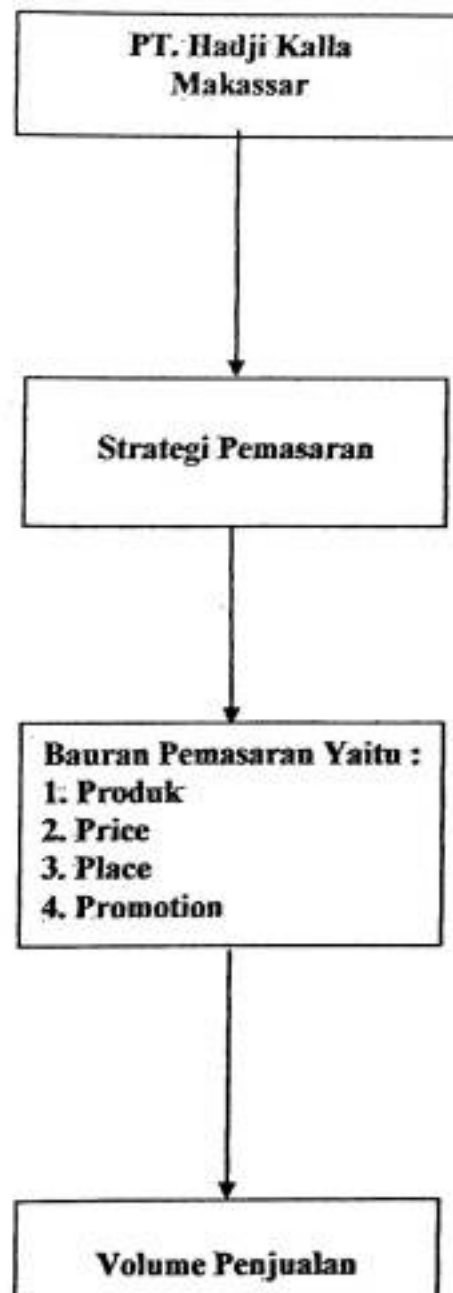 PT. Hadji Kalla
Makassar
Strategi Pemasaran
Bauran Pemasaran Yaitu :
1. Produk
2. Price
3. Place
4. Promotion
Volume Penjualan